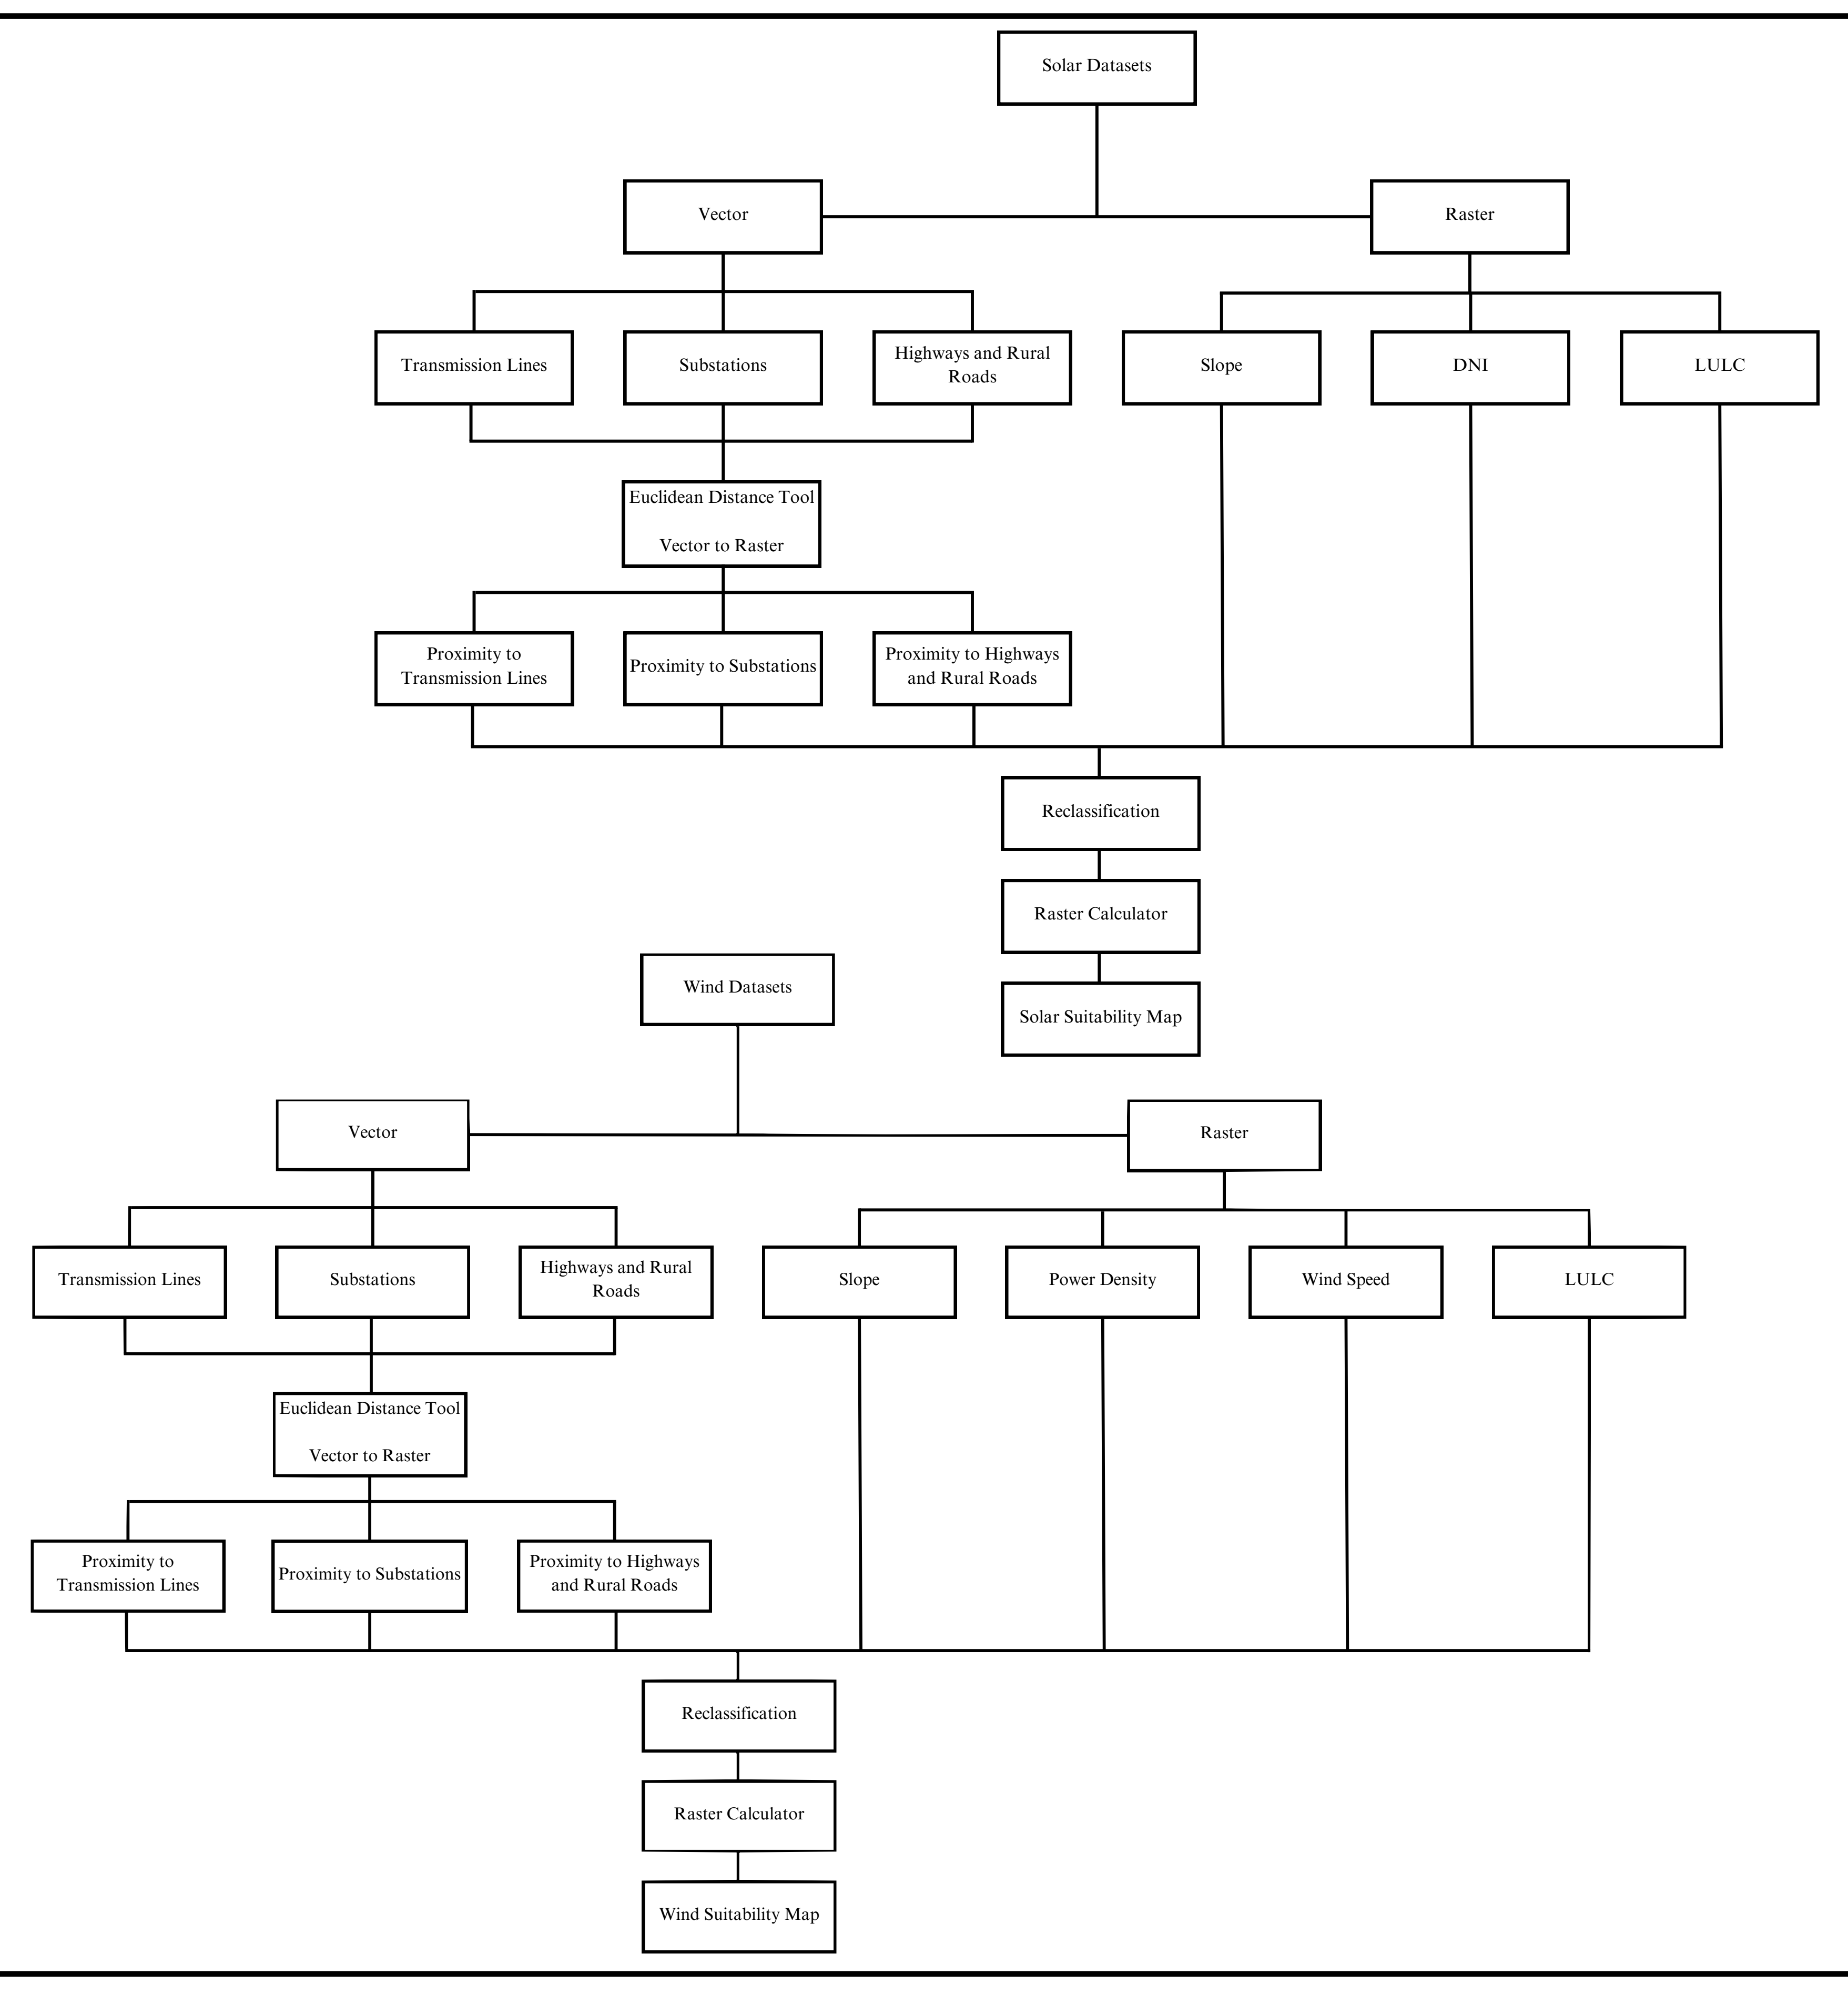 Solar Datasets
Vector
Raster
Transmission Lines
Substations
Highways and Rural
Roads
Slope
DNI
LULC
Euclidean Distance Tool
Vector to Raster
Proximity to
Transmission Lines
Proximity to Substations
Proximity to Highways
and Rural Roads
Reclassification
Raster Calculator
Solar Suitability Map
Wind Datasets
Vector
Raster
Transmission Lines
Substations
Highways and Rural
Roads
Slope
Power Density
Wind Speed
LULC
Euclidean Distance Tool
Vector to Raster
Proximity to
Transmission Lines
Proximity to Substations
Proximity to Highways
and Rural Roads
Reclassification
Raster Calculator
Wind Suitability Map